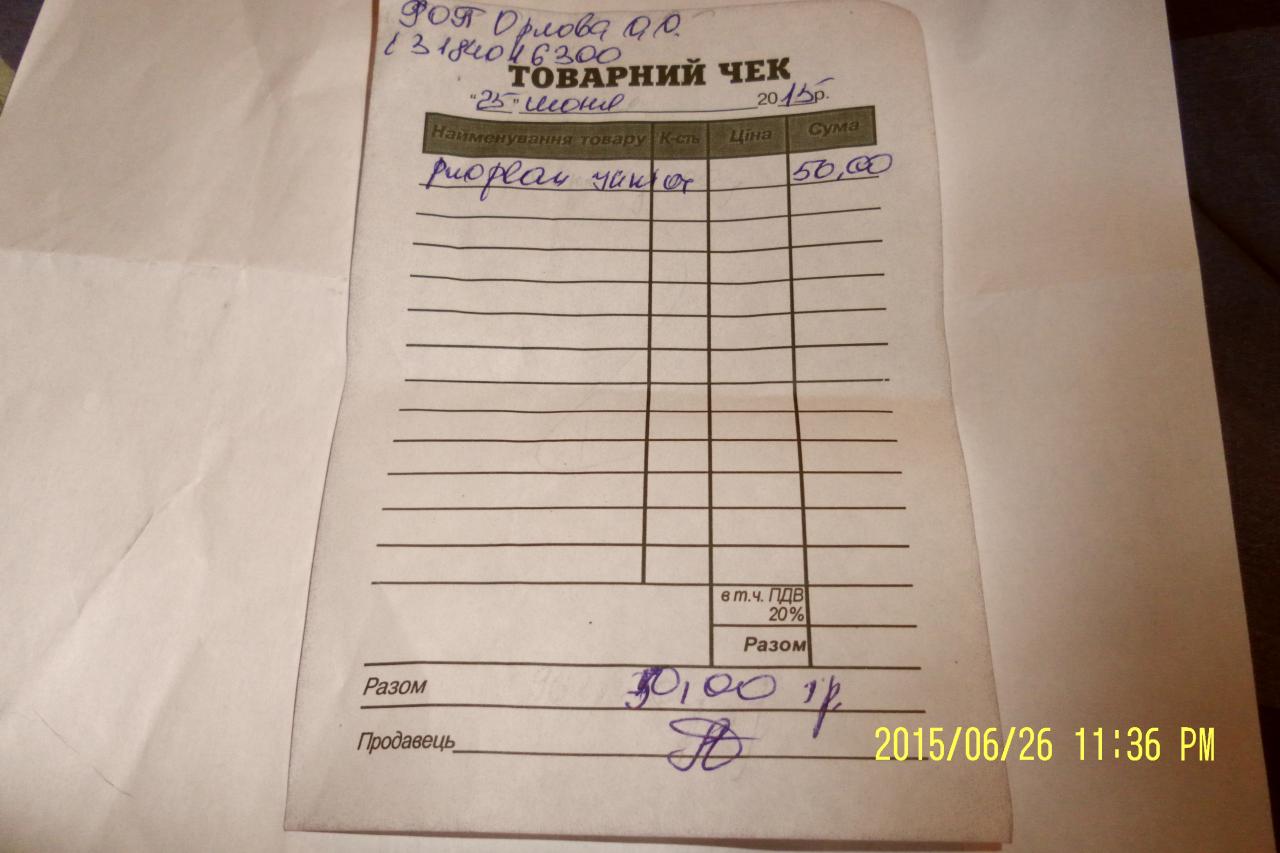 ФОП Орлова О.О.
ТОВАРНИЙ ЧЕК
"25" июня 2015р.
Найменування товару К-сть Ціна Сума
50,00
в т.ч. ПДВ
20%
Разом
Разом 50,00 гр.
Продавець
2015/06/26 11:36 PM